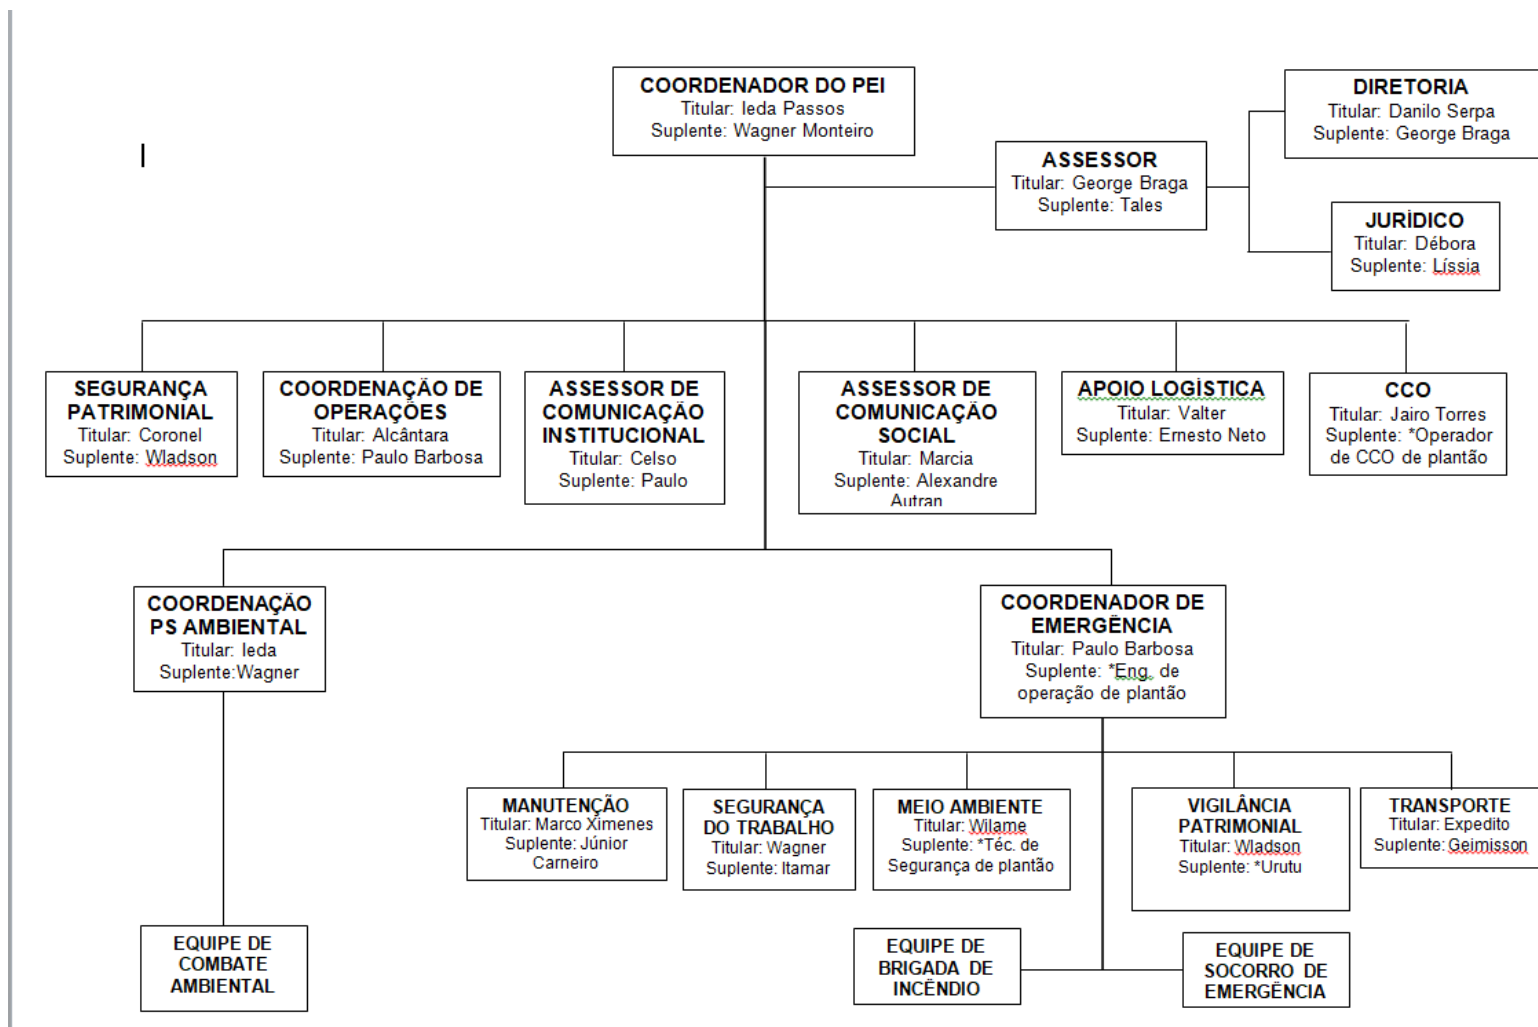 COORDENADOR DO PEI
Titular: Ieda Passos
Suplente: Wagner Monteiro
DIRETORIA
Titular: Danilo Serpa
Suplente: George Braga
ASSESSOR
Titular: George Braga
Suplente: Tales
JURÍDICO
Titular: Débora
Suplente: Líssia
SEGURANÇA
PATRIMONIAL
Titular: Coronel
Suplente: Wladson
COORDENAÇÃO DE
OPERAÇÕES
Titular: Alcântara
Suplente: Paulo Barbosa
ASSESSOR DE
COMUNICAÇÃO
INSTITUCIONAL
Titular: Celso
Suplente: Paulo
ASSESSOR DE
COMUNICAÇÃO
SOCIAL
Titular: Marcia
Suplente: Alexandre
Autran
APOIO LOGÍSTICA
Titular: Valter
Suplente: Ernesto Neto
CCO
Titular: Jairo Torres
Suplente: *Operador
de CCO de plantão
COORDENAÇÃO
PS AMBIENTAL
Titular: Ieda
Suplente:Wagner
COORDENADOR DE
EMERGÊNCIA
Titular: Paulo Barbosa
Suplente: *Eng. de
operação de plantão
MANUTENÇÃO
Titular: Marco Ximenes
Suplente: Júnior
Carneiro
SEGURANÇA
DO TRABALHO
Titular: Wagner
Suplente: Itamar
MEIO AMBIENTE
Titular: Wilame
Suplente: *Téc. de
Segurança de plantão
VIGILÂNCIA
PATRIMONIAL
Titular: Wladson
Suplente: *Urutu
TRANSPORTE
Titular: Expedito
Suplente: Geimisson
EQUIPE DE
COMBATE
AMBIENTAL
EQUIPE DE
BRIGADA DE
INCÊNDIO
EQUIPE DE
SOCORRO DE
EMERGÊNCIA